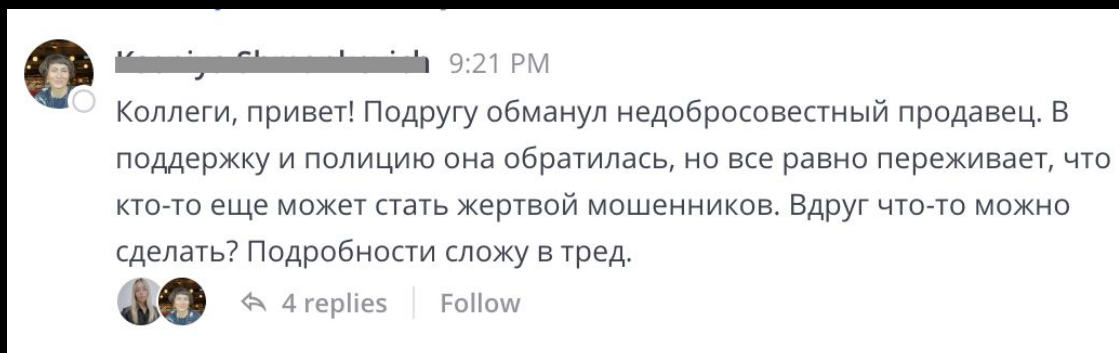 9:21 PM
Коллеги, привет! Подругу обманул недобросовестный продавец. В
поддержку и полицию она обратилась, но все равно переживает, что
кто-то еще может стать жертвой мошенников. Вдруг что-то можно
сделать? Подробности сложу в тред.
4 replies Follow